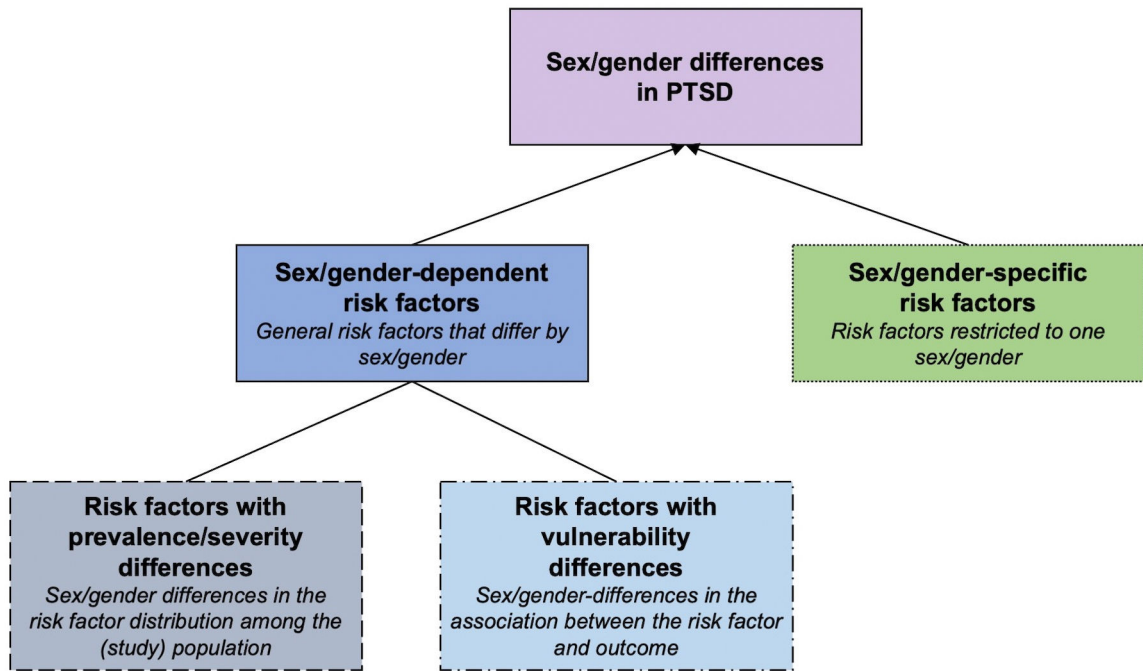 Sex/gender differences
in PTSD
Sex/gender-dependent
risk factors
General risk factors that differ by
sex/gender
Sex/gender-specific
risk factors
Risk factors restricted to one
sex/gender
Risk factors with
prevalence/severity
differences
Sex/gender differences in the
risk factor distribution among the
(study) population
Risk factors with
vulnerability
differences
Sex/gender-differences in the
association between the risk factor
and outcome